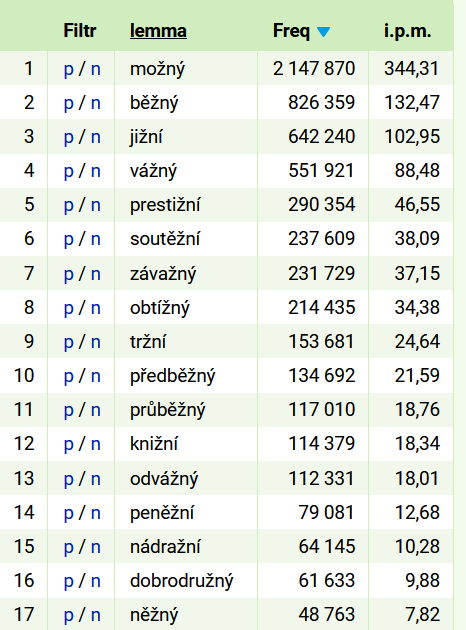 Filtr lemma Freq i.p.m.
1 p / n možný 2 147 870 344,31
2 p / n běžný 826 359 132,47
3 p / n jižní 642 240 102,95
4 p / n vážný 551 921 88,48
5 p / n prestižní 290 354 46,55
6 p / n soutěžní 237 609 38,09
7 p / n závažný 231 729 37,15
8 p / n obtížný 214 435 34,38
9 p / n tržní 153 681 24,64
10 p / n předběžný 134 692 21,59
11 p / n průběžný 117 010 18,76
12 p / n knižní 114 379 18,34
13 p / n odvážný 112 331 18,01
14 p / n peněžní 79 081 12,68
15 p / n nádražní 64 145 10,28
16 p / n dobrodružný 61 633 9,88
17 p / n něžný 48 763 7,82